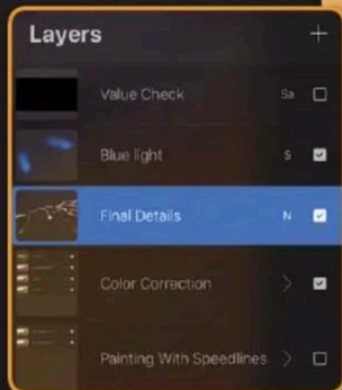 Layers +
Value Check Sa
Blue light S
Final Details N
Color Correction >
Painting With Speedlines >